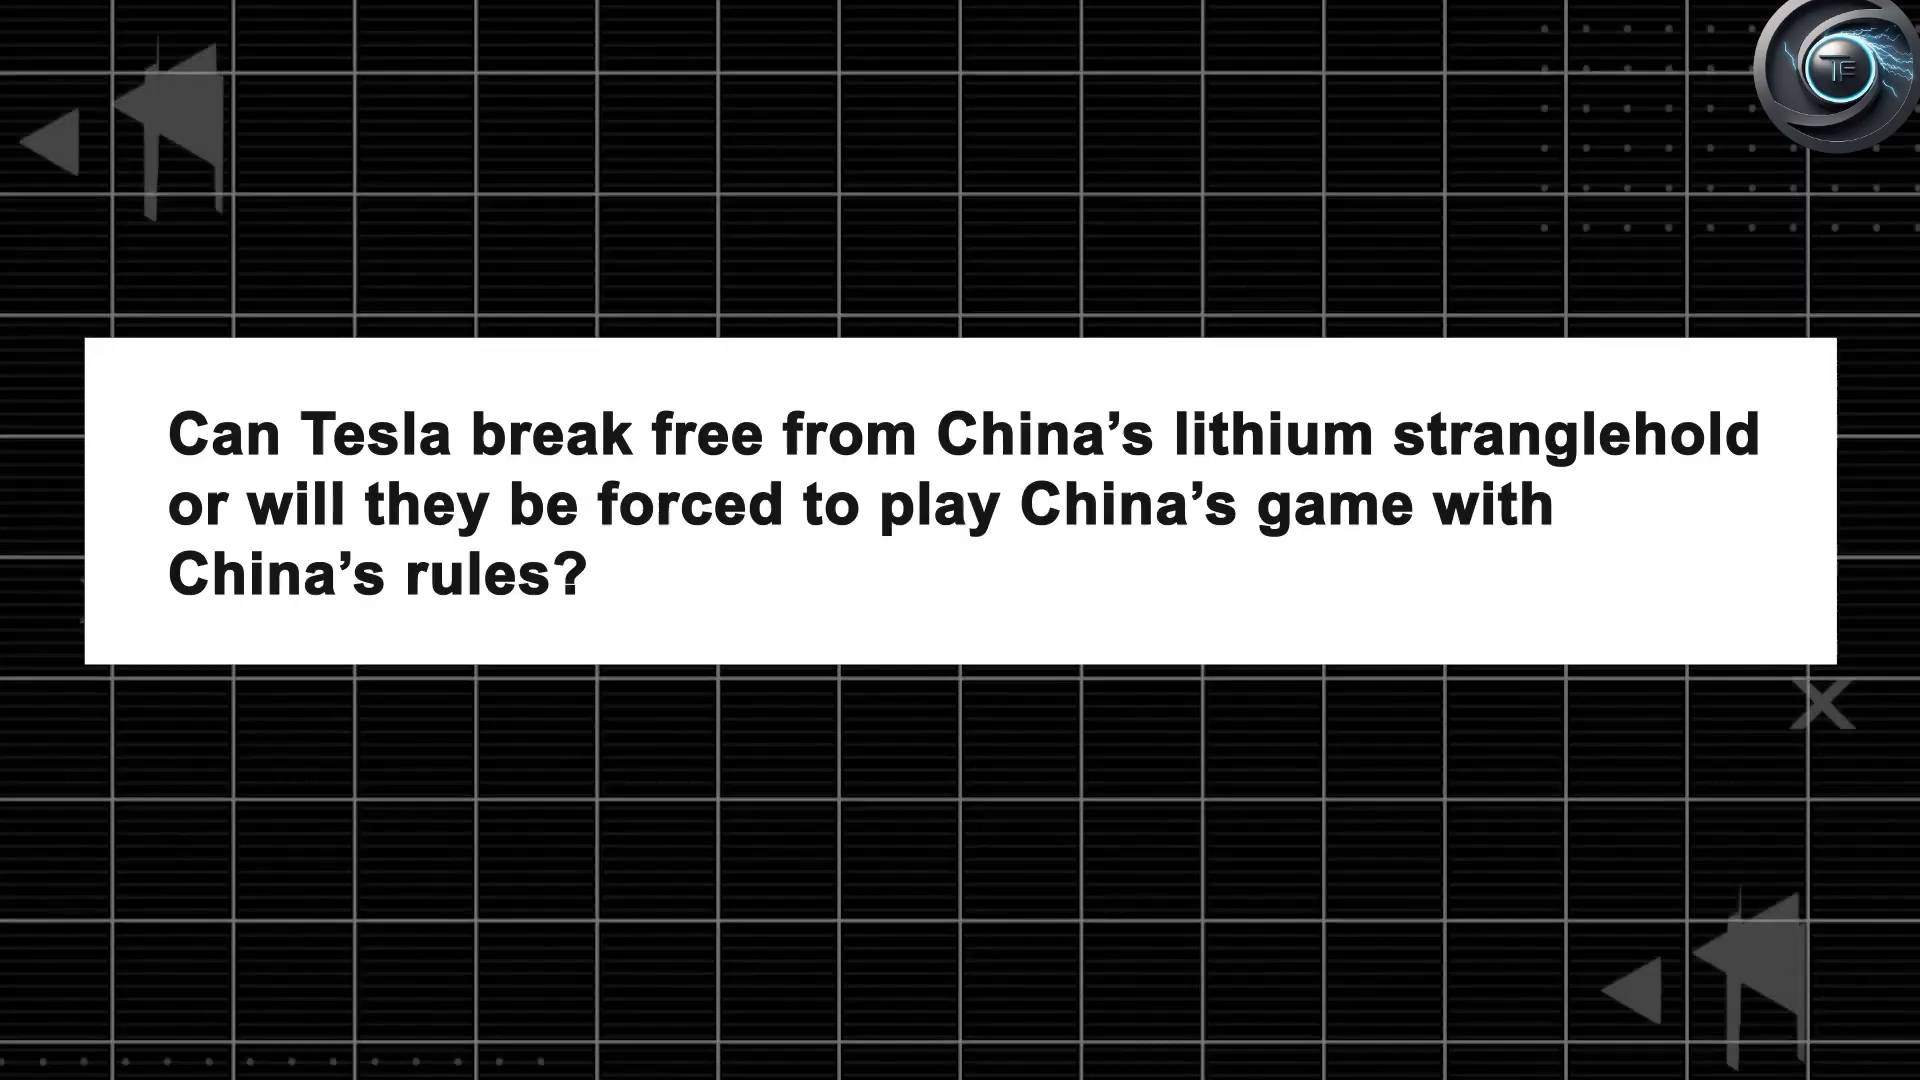 TE
Can Tesla break free from China’s lithium stranglehold
or will they be forced to play China’s game with
China’s rules?